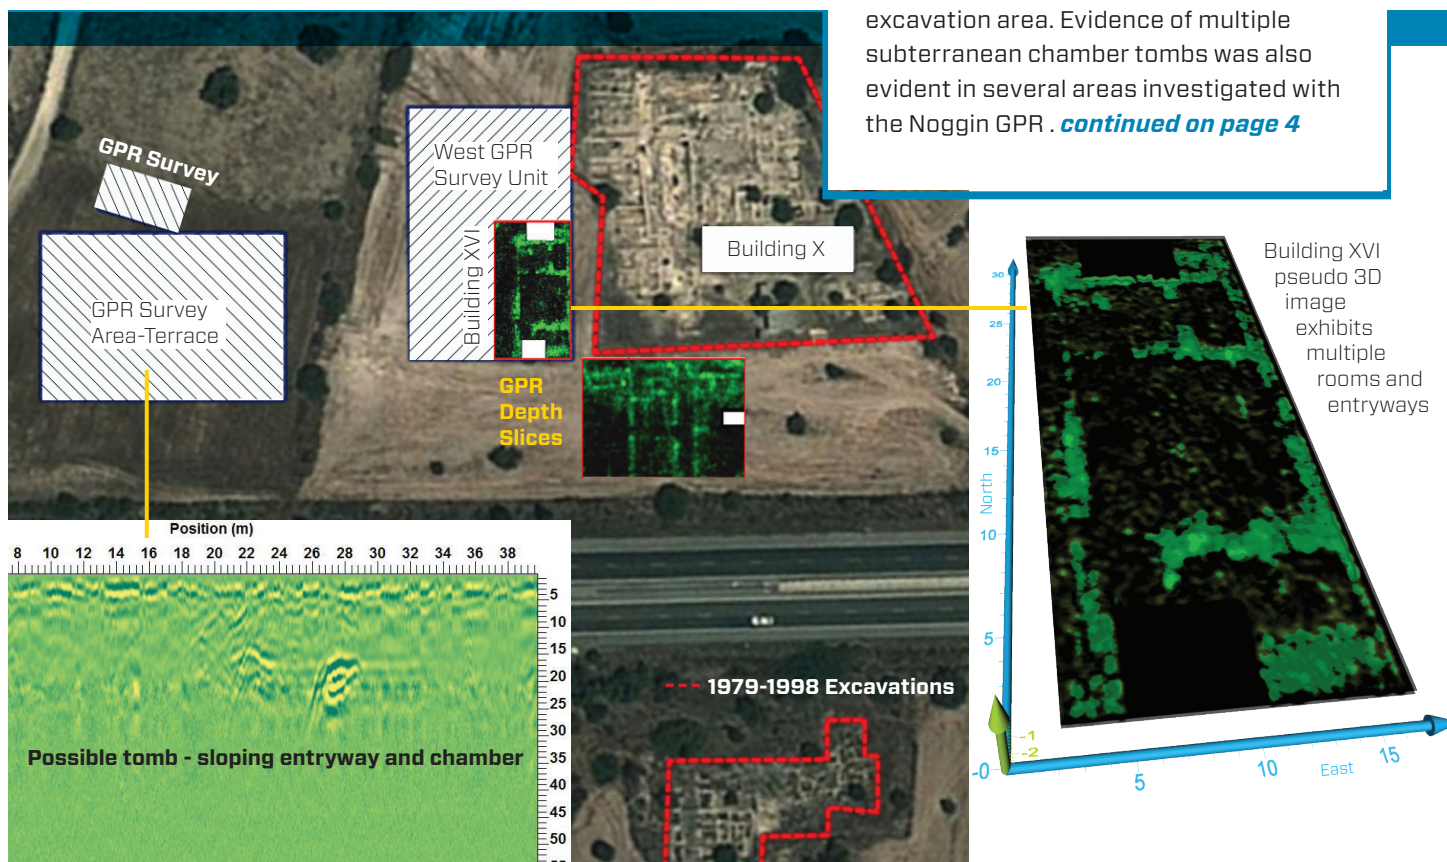 excavation area. Evidence of multiple
subterranean chamber tombs was also
evident in several areas investigated with
the Noggin GPR . continued on page 4
GPR Survey
West GPR
Survey Unit
Building XVI
Building X
GPR Survey
Area-Terrace
GPR
Depth
Slices
Building XVI
pseudo 3D
image
exhibits
multiple
rooms and
entryways
30
25
20
15
10
5
North
-1
-2
-0
5
10
15
East
Position (m)
8 10 12 14 16 18 20 22 24 26 28 30 32 34 36 38
5
10
15
20
25
30
35
40
45
50
Possible tomb - sloping entryway and chamber
1979-1998 Excavations